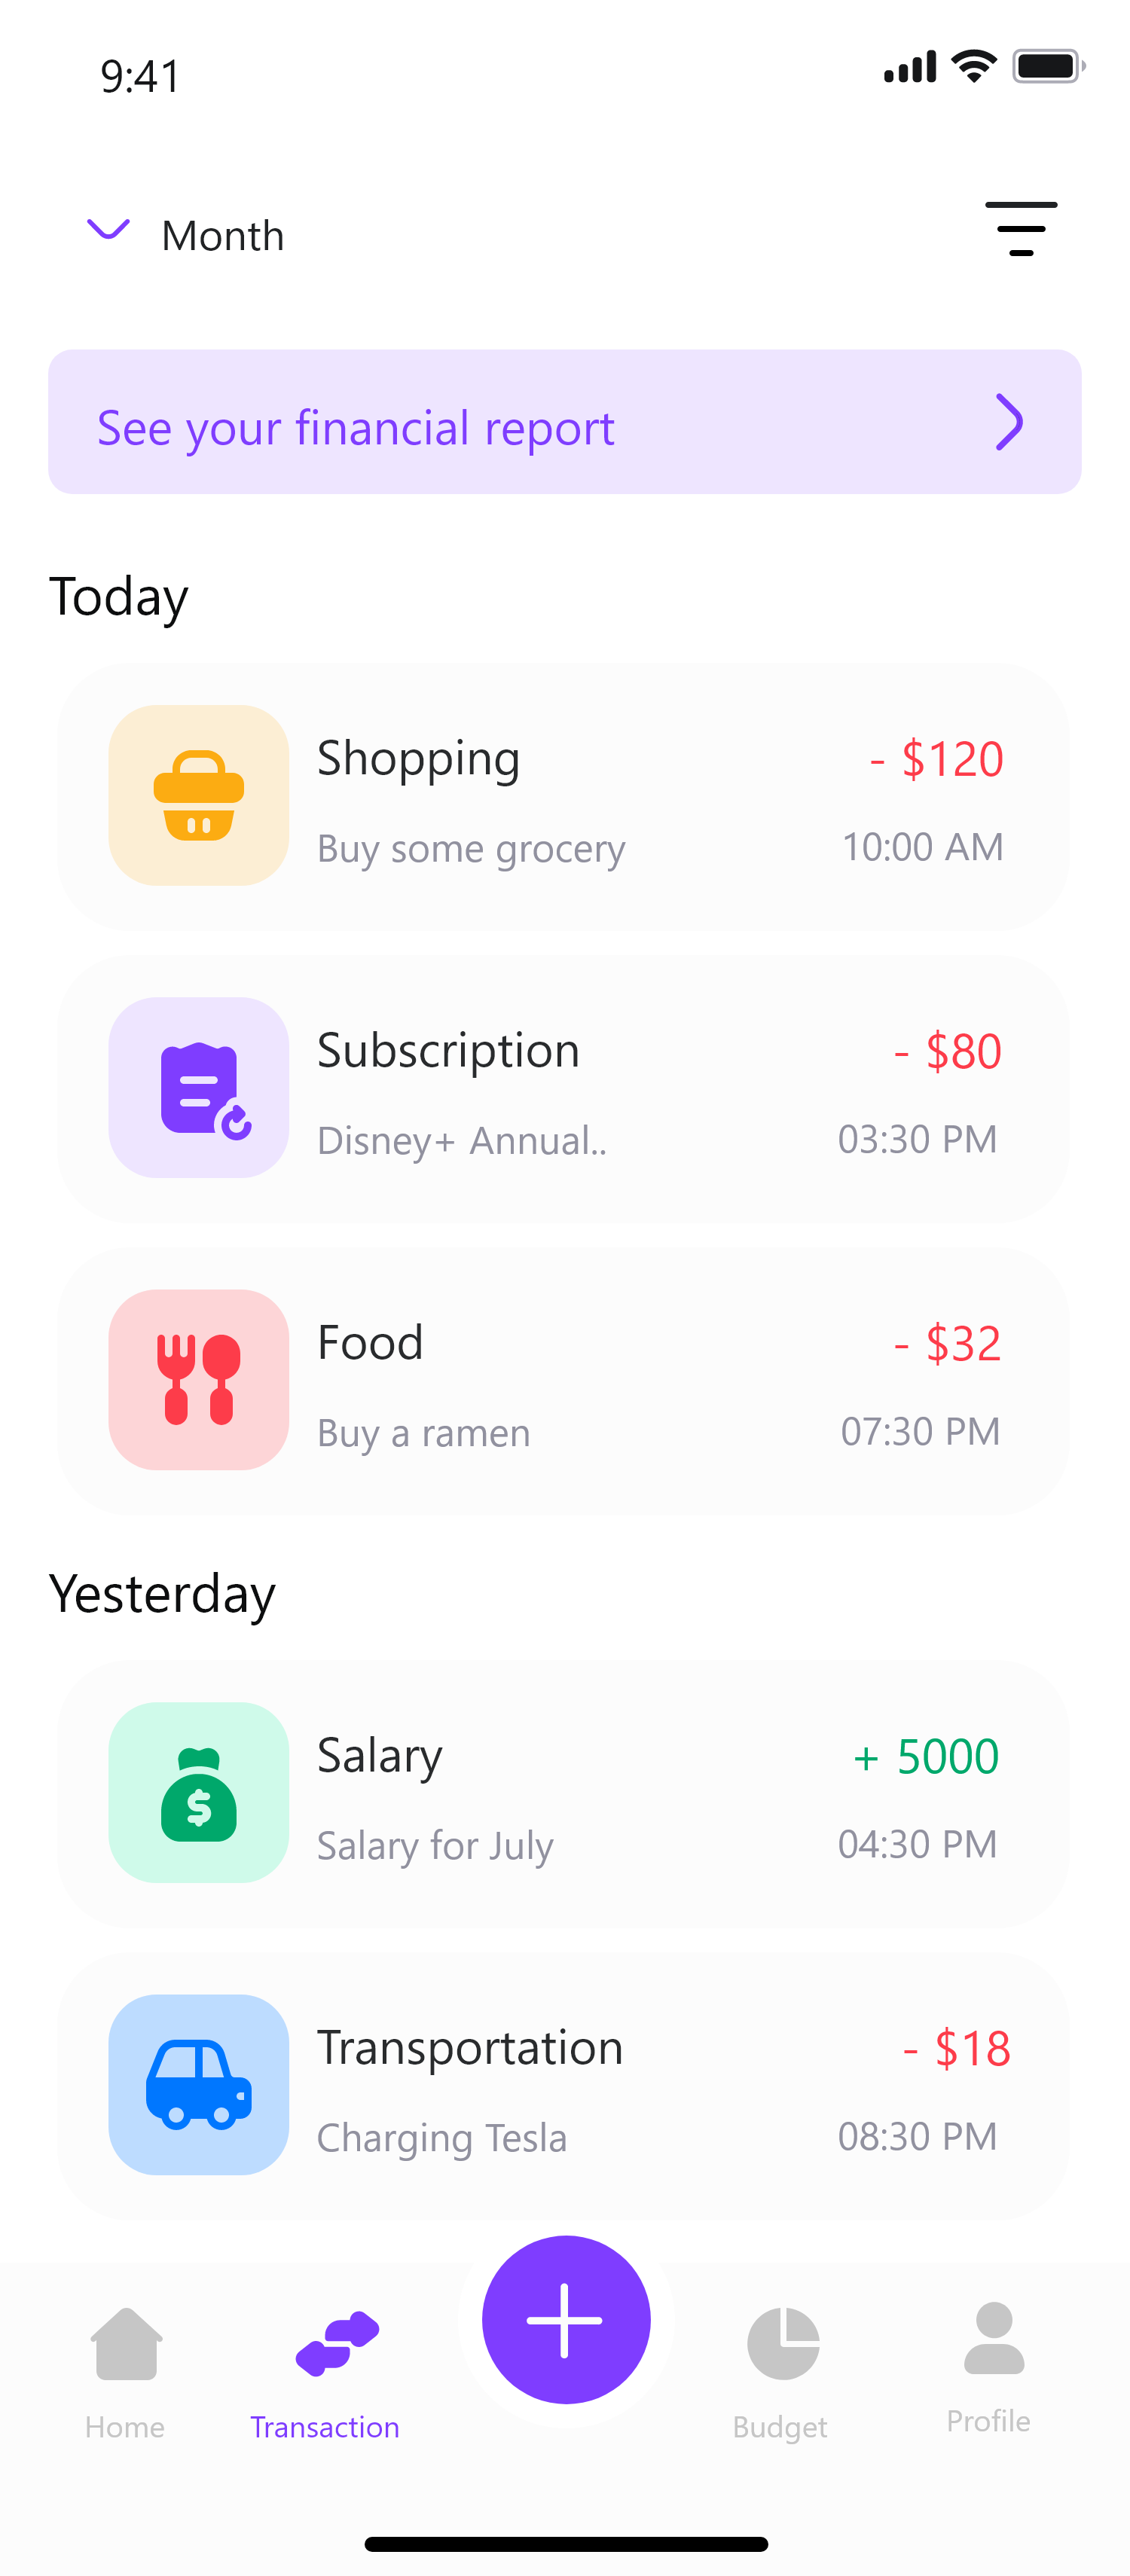 9:41
Month
See your financial report
Today
Shopping
- $120
Buy some grocery
10:00 AM
Subscription
- $80
Disney+ Annual..
03:30 PM
Food
- $32
Buy a ramen
07:30 PM
Yesterday
Salary
+ 5000
Salary for July
04:30 PM
Transportation
- $18
Charging Tesla
08:30 PM
Home
Transaction
Budget
Profile